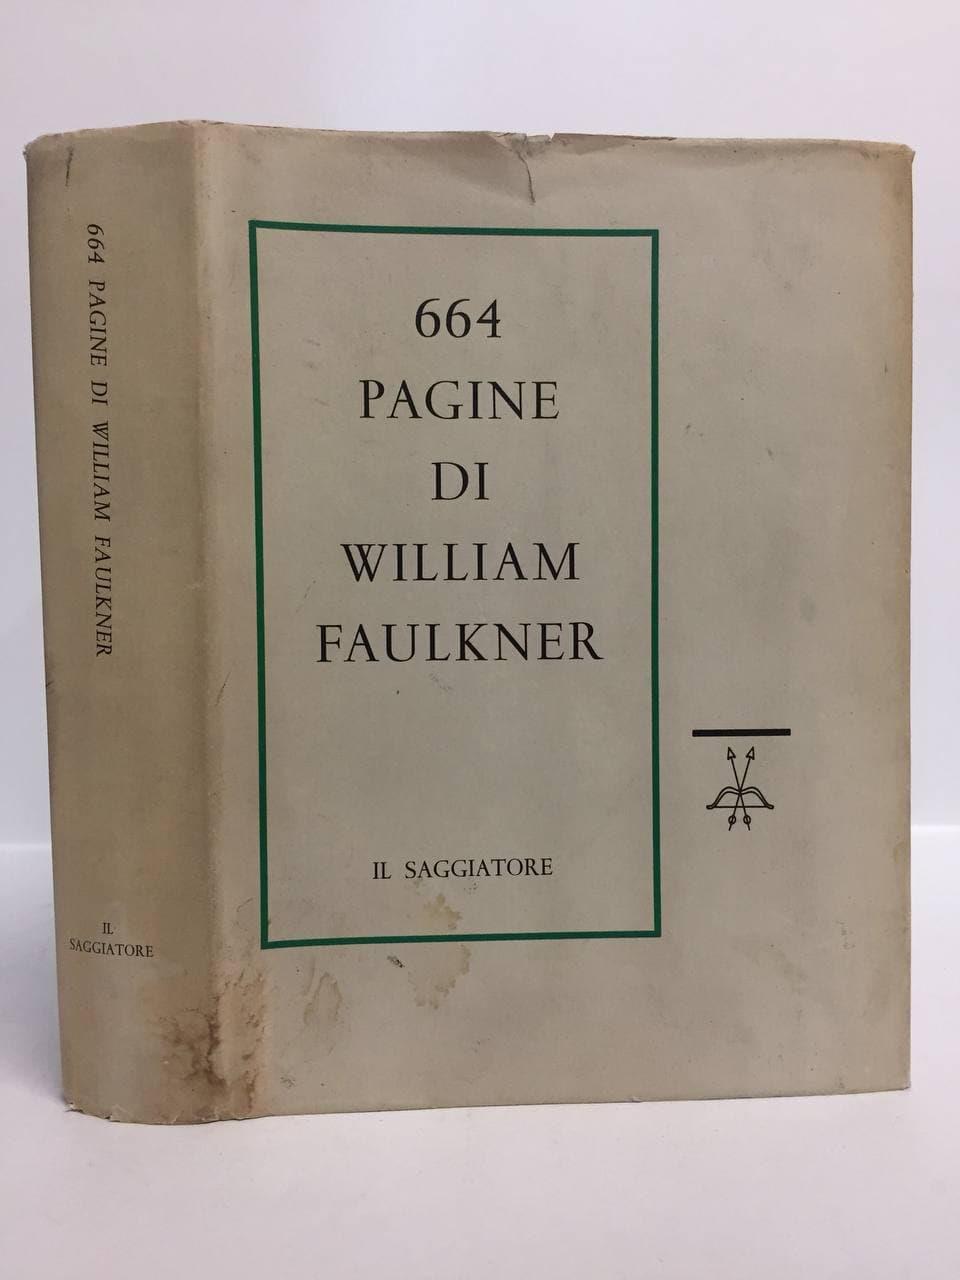 664 PAGINE DI WILLIAM FAULKNER
IL
SAGGIATORE
664
PAGINE
DI
WILLIAM
FAULKNER
IL SAGGIATORE